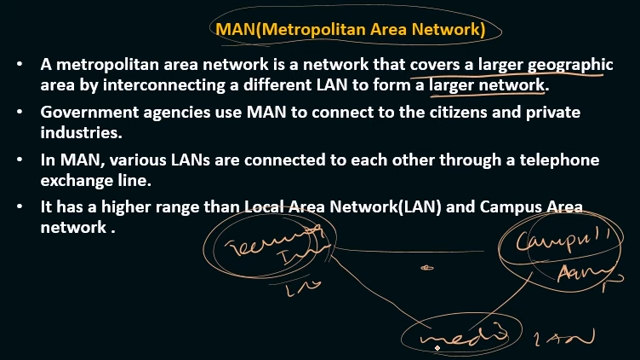 MAN(Metropolitan Area Network)
• A metropolitan area network is a network that covers a larger geographic
area by interconnecting a different LAN to form a larger network.
• Government agencies use MAN to connect to the citizens and private
industries.
• In MAN, various LANs are connected to each other through a telephone
exchange line.
• It has a higher range than Local Area Network(LAN) and Campus Area
network .
LAN